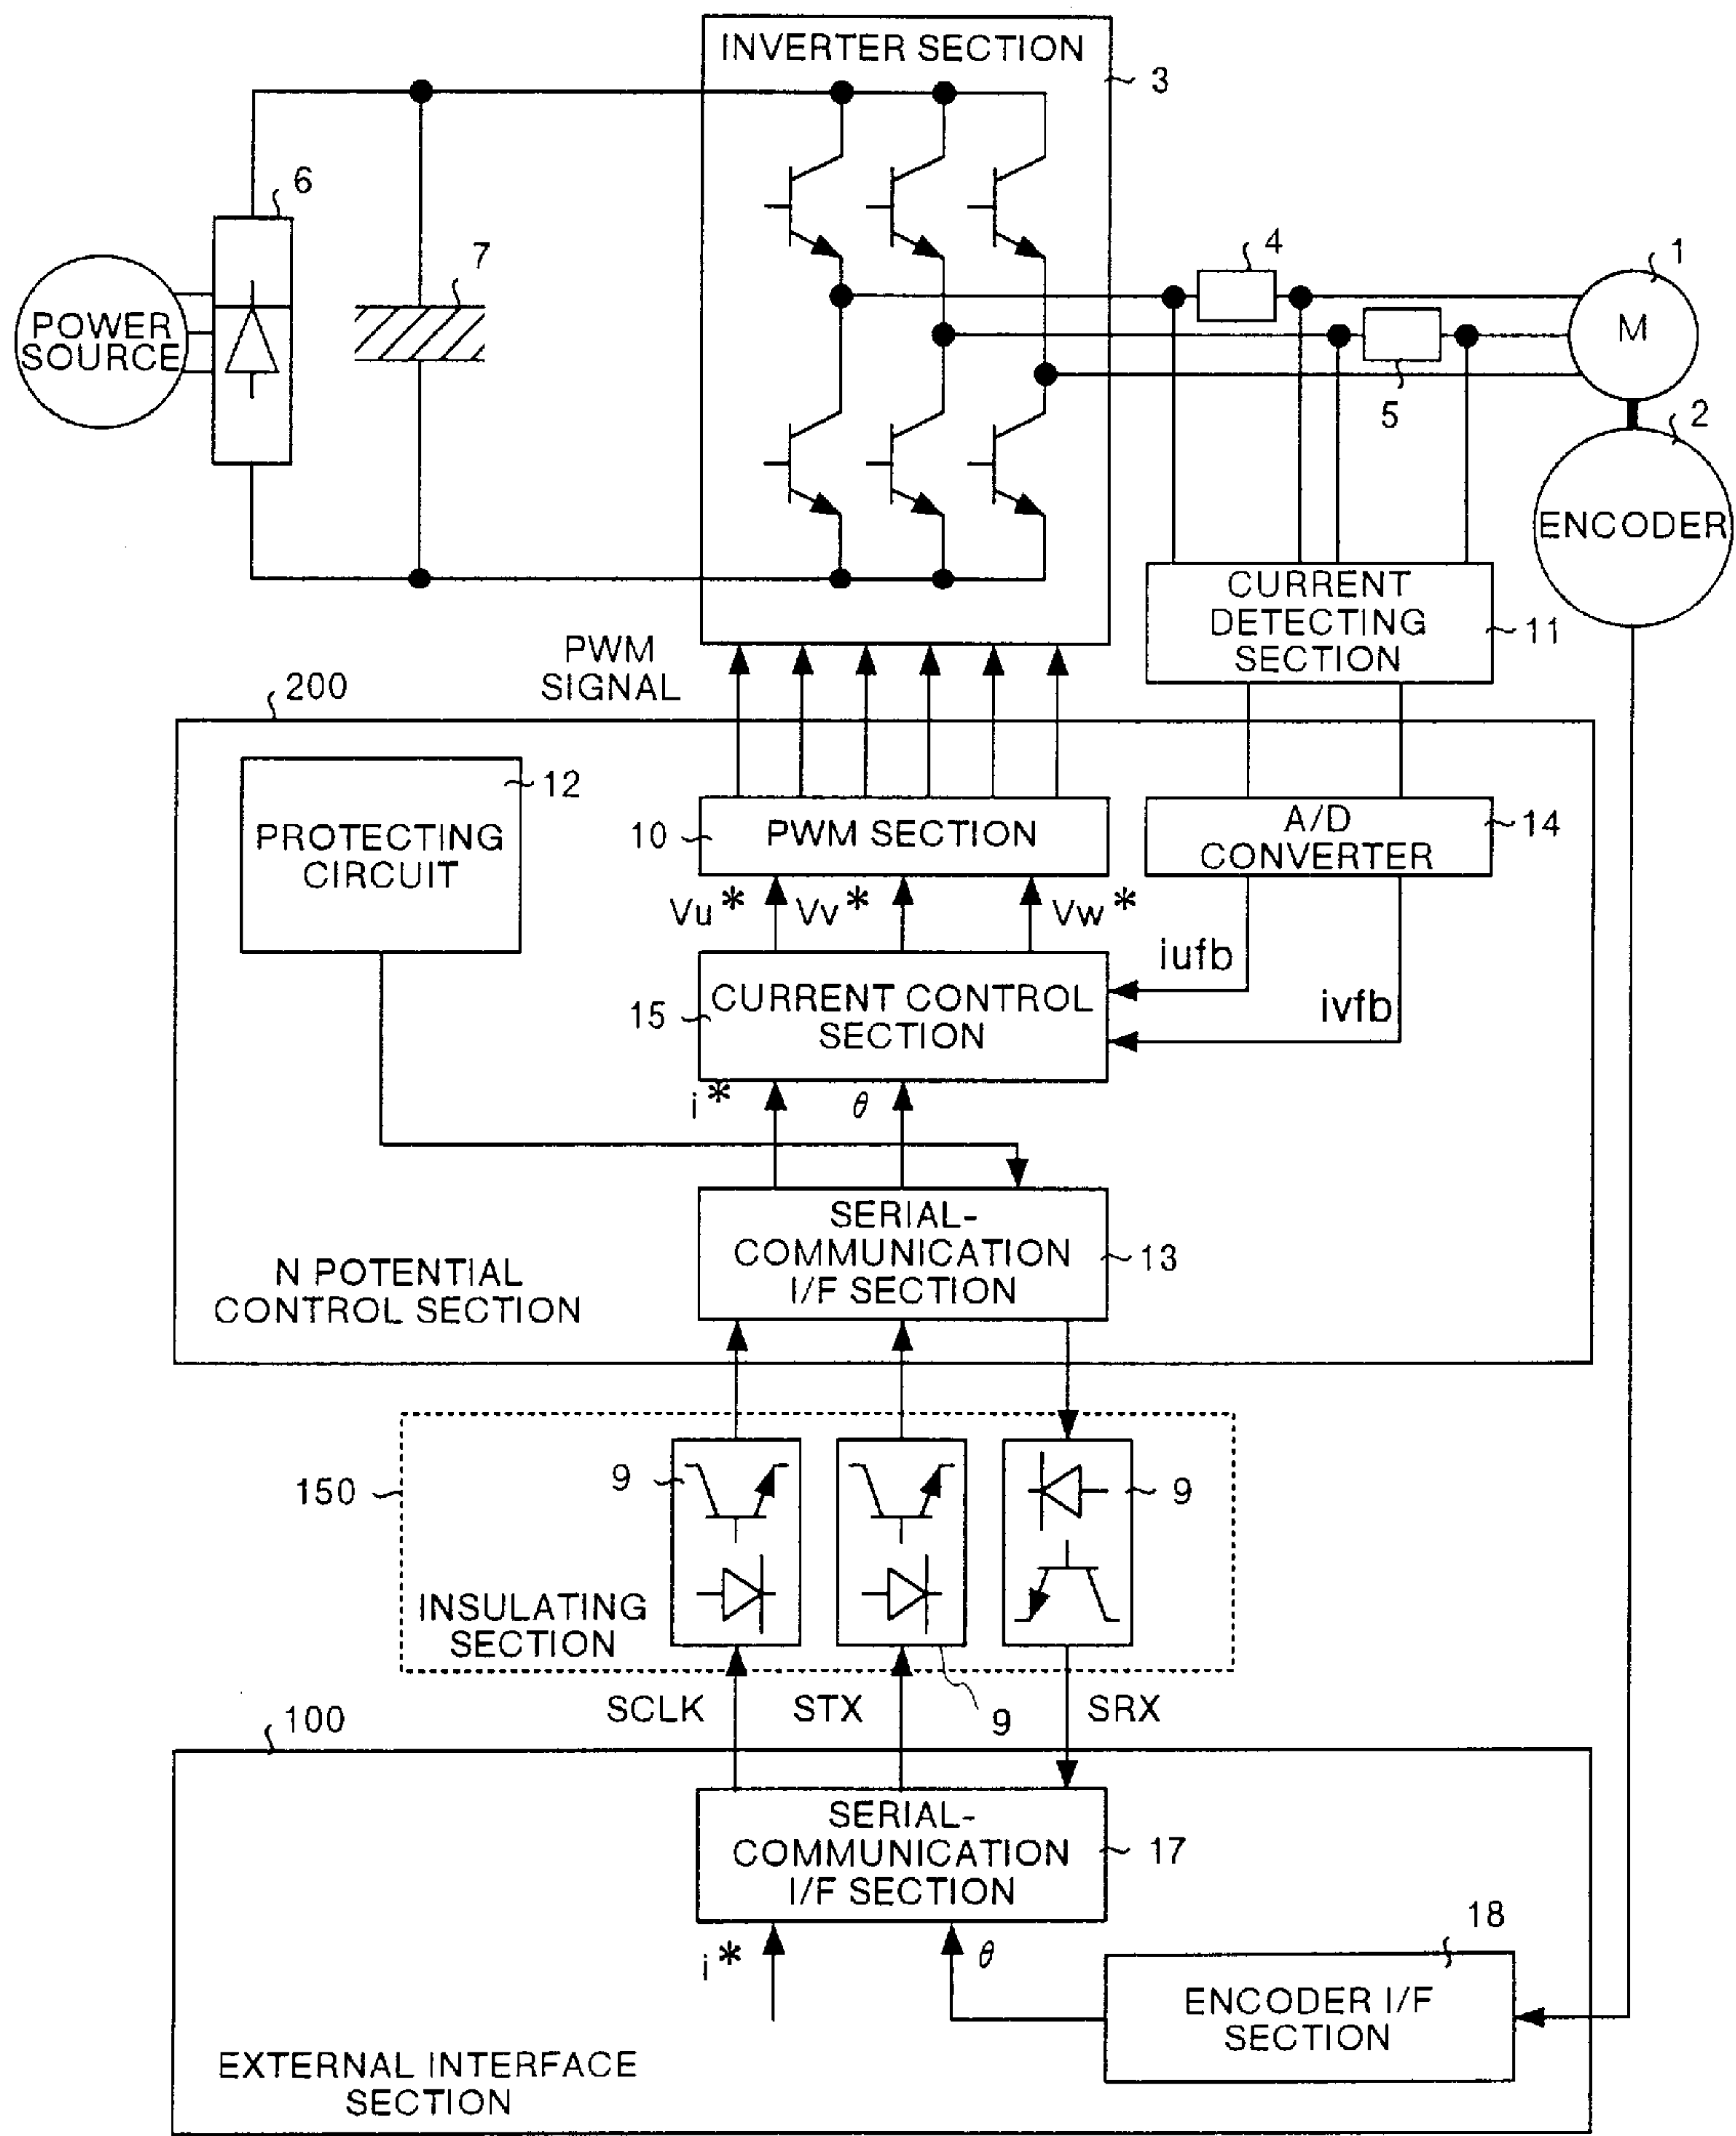 INVERTER SECTION
3
6
7
4
1
POWER
SOURCE
M
5
2
ENCODER
CURRENT
DETECTING
SECTION
11
PWM
SIGNAL
200
12
PROTECTING
CIRCUIT
10
PWM SECTION
A/D
CONVERTER
14
Vu*
Vv*
Vw*
iufb
ivfb
15
CURRENT CONTROL
SECTION
i*
θ
SERIAL-
COMMUNICATION
I/F SECTION
13
N POTENTIAL
CONTROL SECTION
150
9
9
INSULATING
SECTION
SCLK
STX
9
SRX
100
SERIAL-
COMMUNICATION
I/F SECTION
17
i*
θ
18
ENCODER I/F
SECTION
EXTERNAL INTERFACE
SECTION